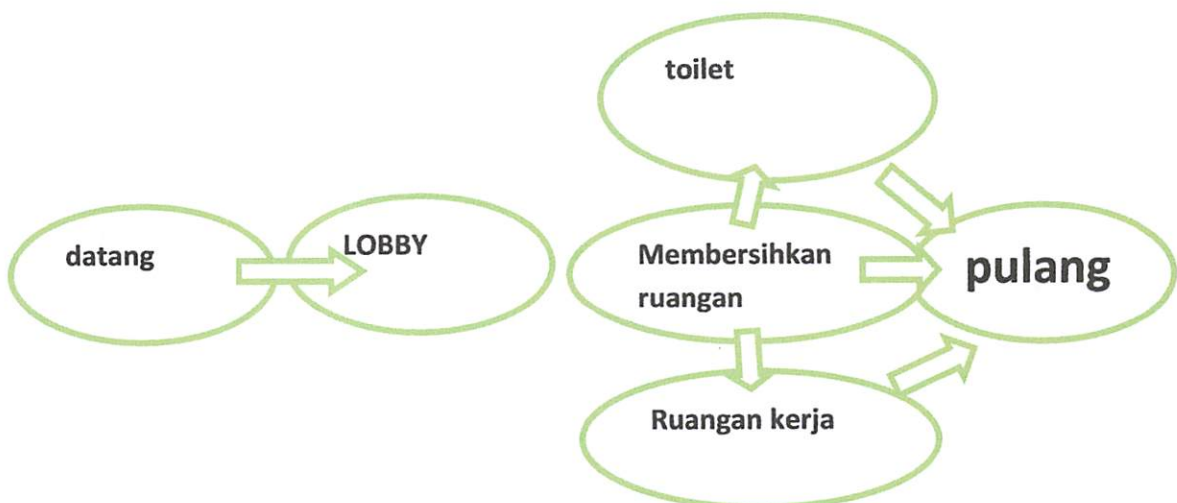 toilet
datang
LOBBY
Membersihkan
ruangan
pulang
Ruangan kerja